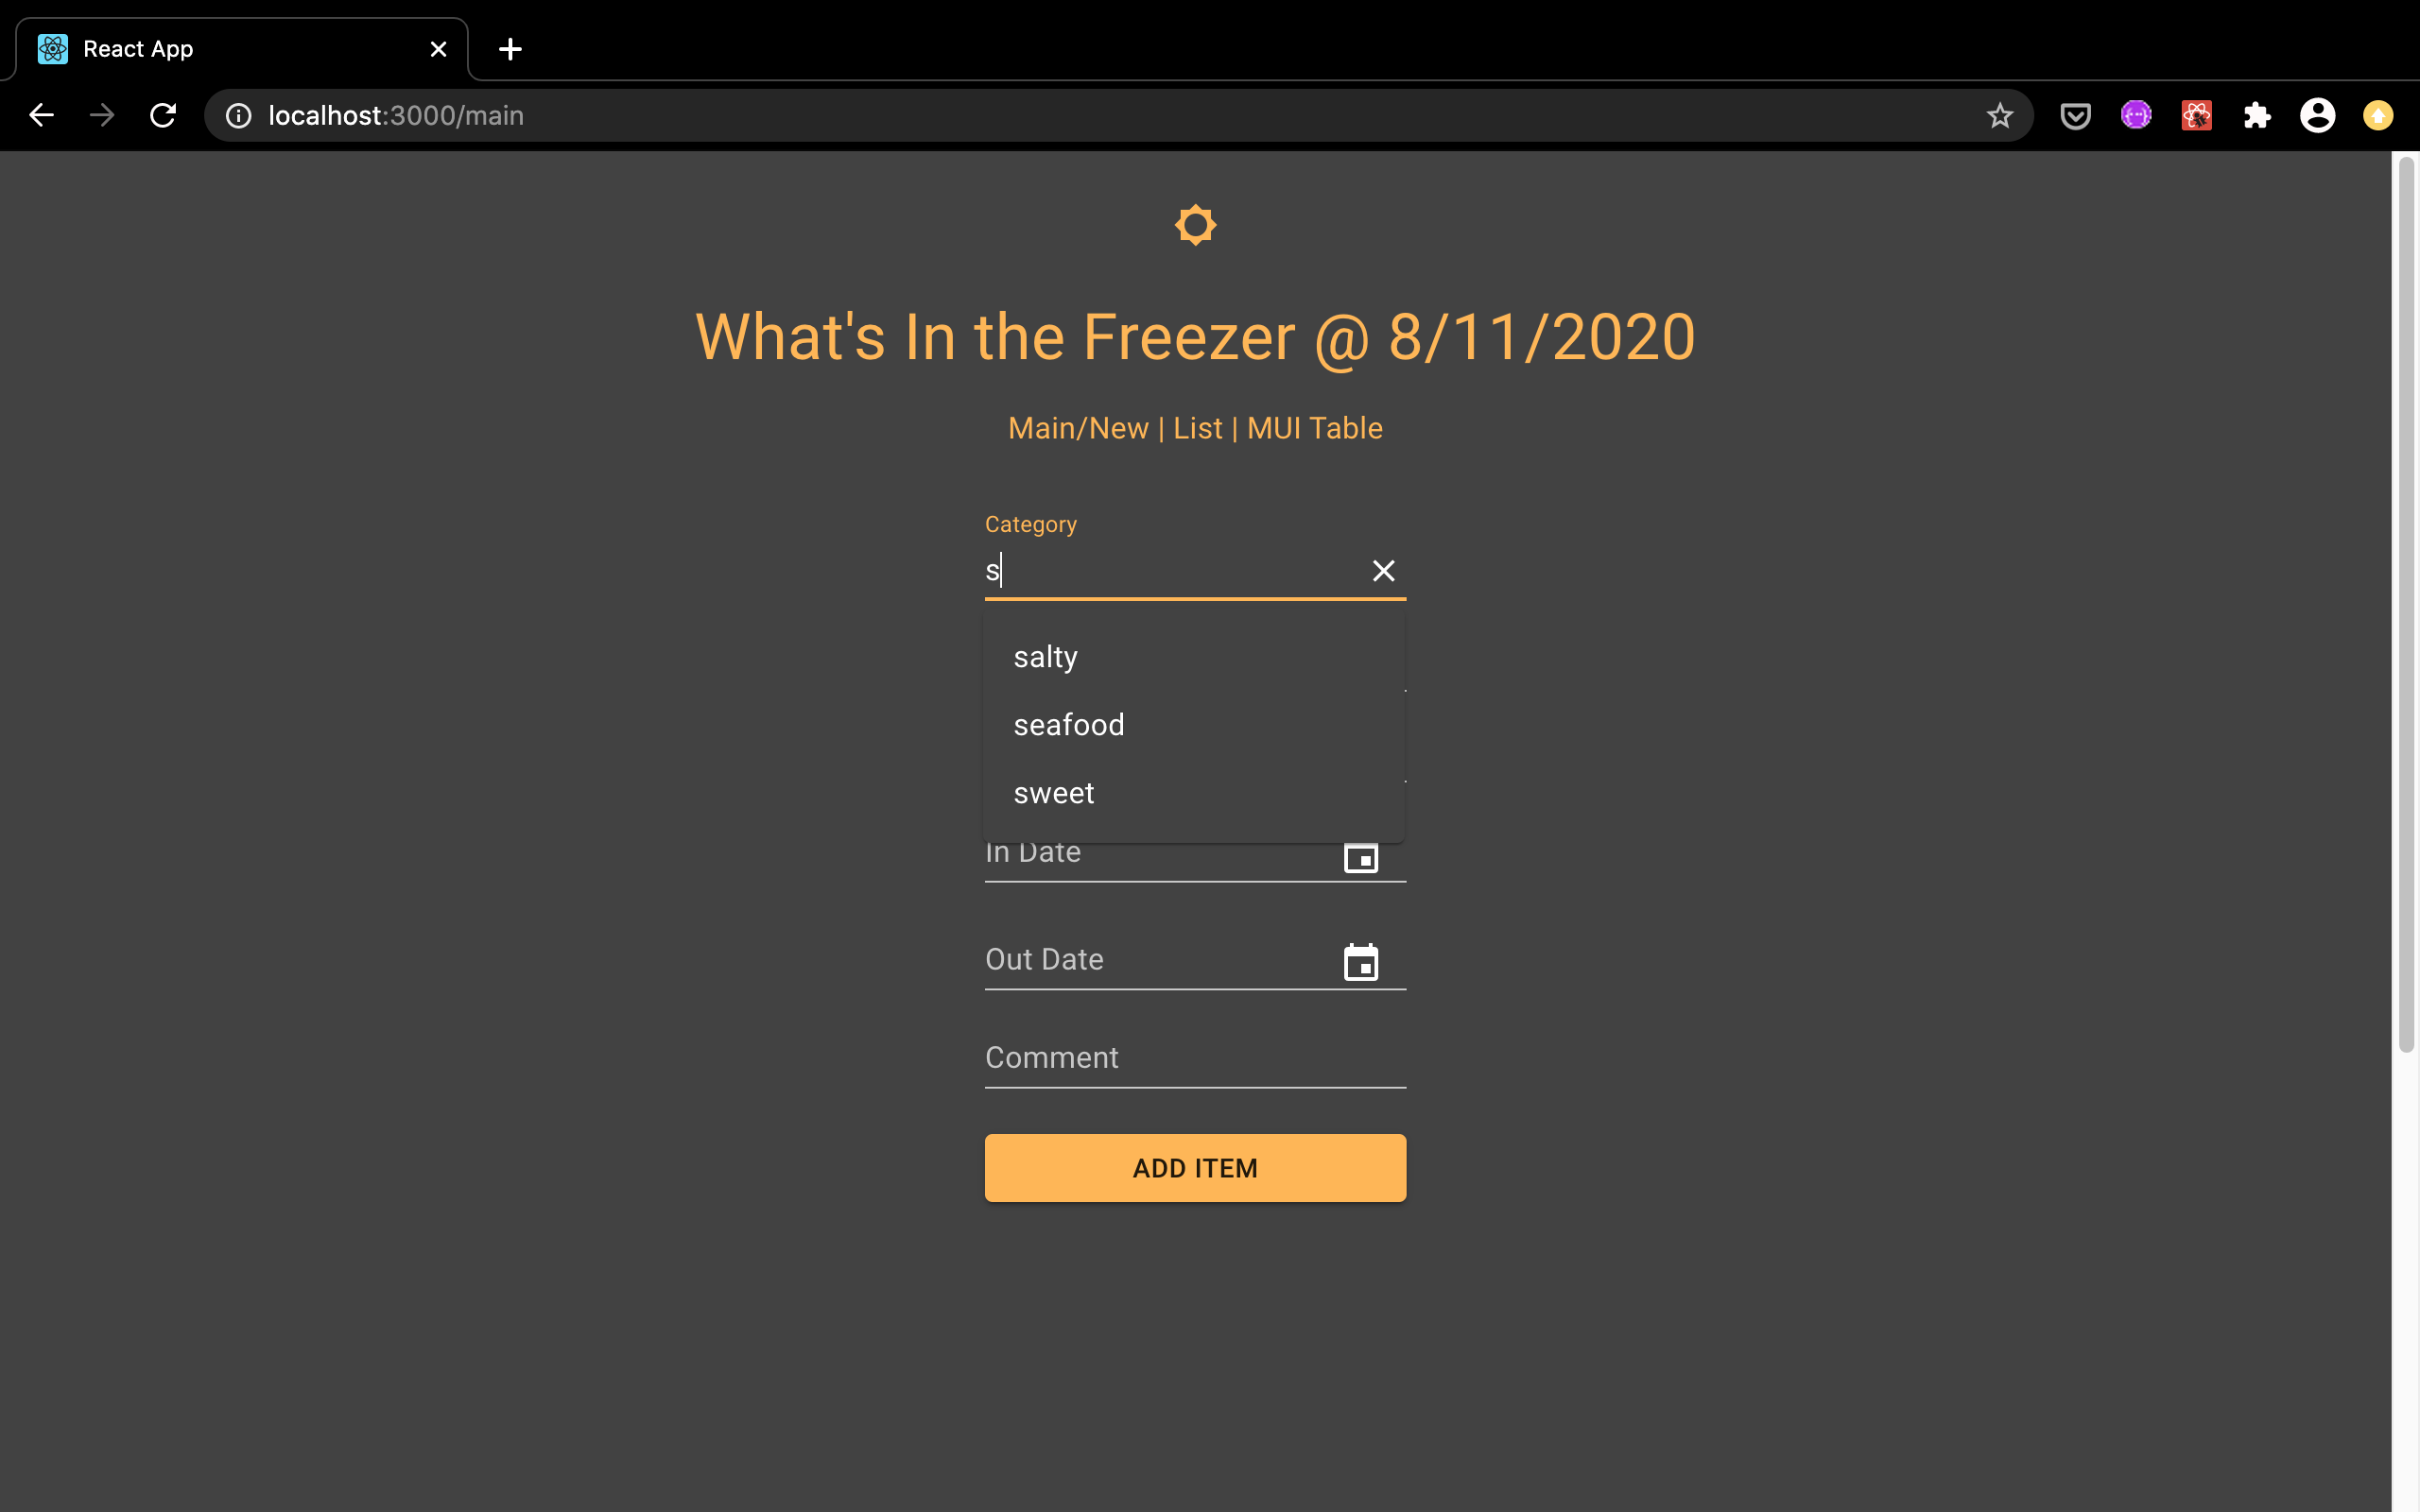 React App
localhost:3000/main
What's In the Freezer @ 8/11/2020
Main/New | List | MUI Table
Category
s
salty
seafood
sweet
In Date
Out Date
Comment
ADD ITEM